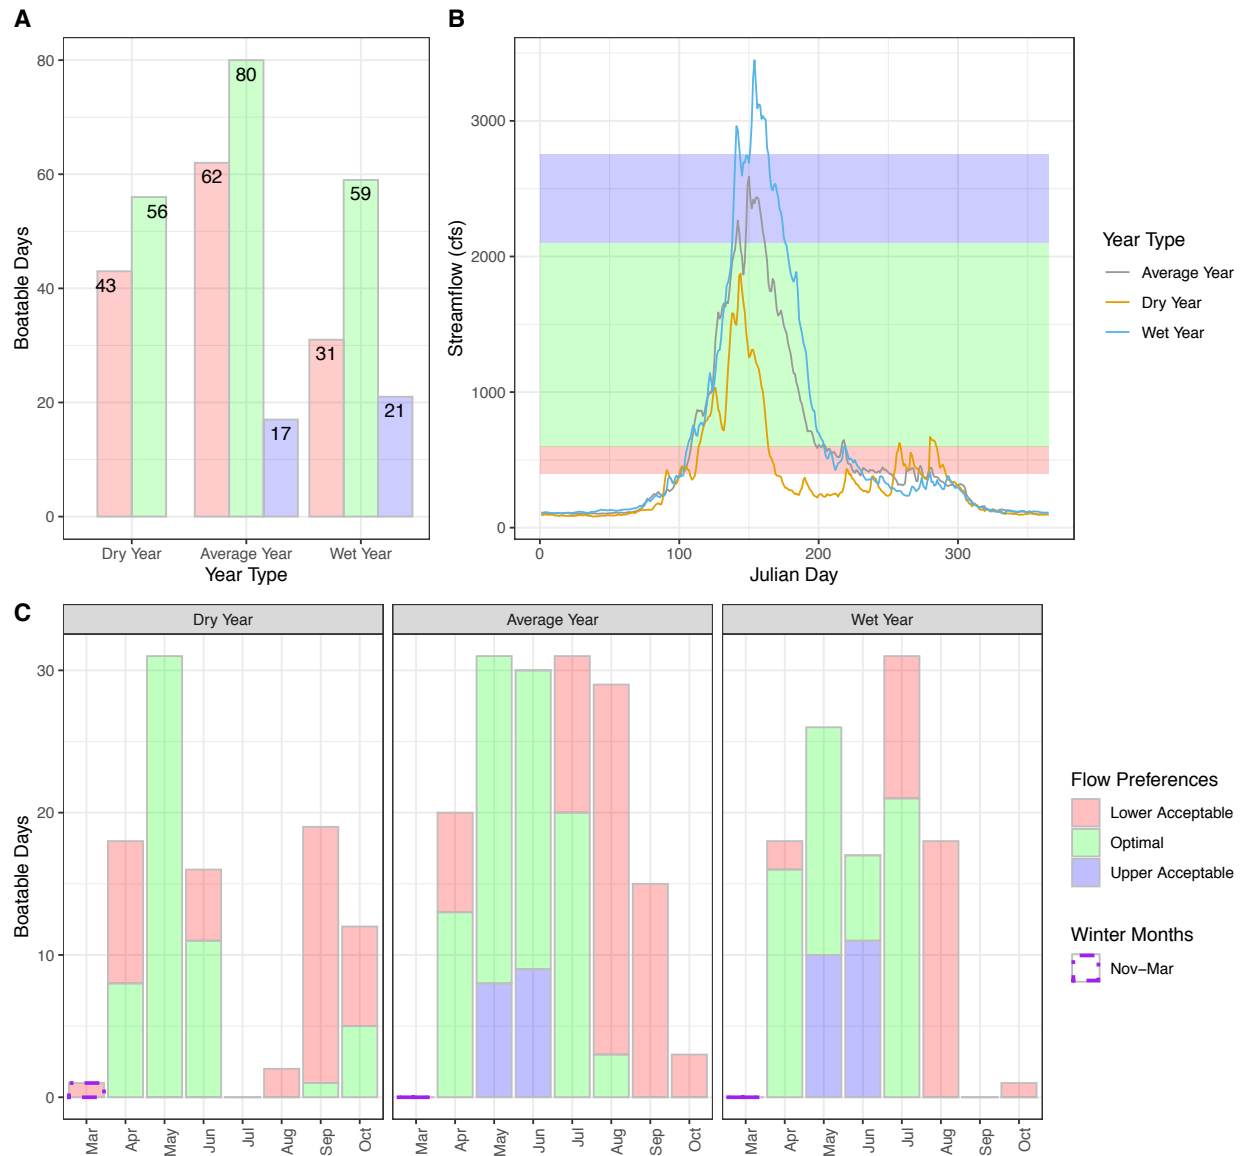 A
B
80
60
40
20
0
Boatable Days
43
56
62
80
17
31
59
21
Dry Year
Average Year
Wet Year
Year Type
3000
2000
1000
0
Streamflow (cfs)
0
100
200
300
Julian Day
Year Type
Average Year
Dry Year
Wet Year
C
Dry Year
Average Year
Wet Year
30
20
10
0
Boatable Days
Mar
Apr
May
Jun
Jul
Aug
Sep
Oct
Mar
Apr
May
Jun
Jul
Aug
Sep
Oct
Mar
Apr
May
Jun
Jul
Aug
Sep
Oct
Flow Preferences
Lower Acceptable
Optimal
Upper Acceptable
Winter Months
Nov−Mar